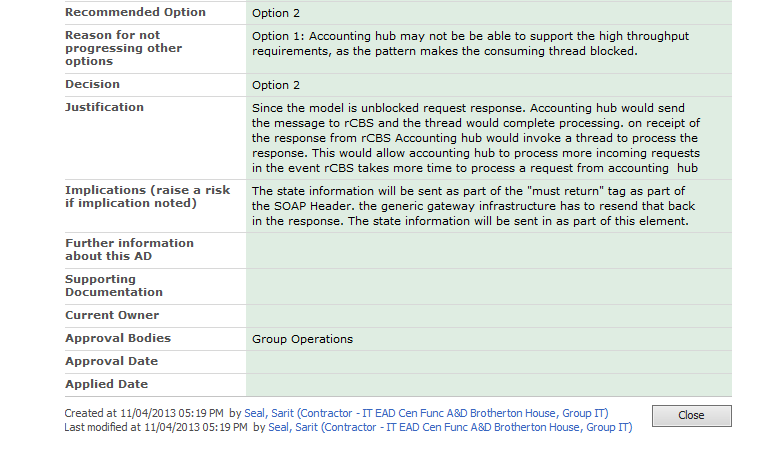 Recommended Option
Option 2
Reason for not
progressing other
options
Option 1: Accounting hub may not be be able to support the high throughput
requirements, as the pattern makes the consuming thread blocked.
Decision
Option 2
Justification
Since the model is unblocked request response. Accounting hub would send
the message to rCBS and the thread would complete processing. on receipt of
the response from rCBS Accounting hub would invoke a thread to process the
response. This would allow accounting hub to process more incoming requests
in the event rCBS takes more time to process a request from accounting  hub
Implications (raise a risk
if implication noted)
The state information will be sent as part of the "must return" tag as part of
the SOAP Header. the generic gateway infrastructure has to resend that back
in the response. The state information will be sent in as part of this element.
Further information
about this AD
Supporting
Documentation
Current Owner
Approval Bodies
Group Operations
Approval Date
Applied Date
Created at 11/04/2013 05:19 PM  by Seal, Sarit (Contractor - IT EAD Cen Func A&D Brotherton House, Group IT)
Last modified at 11/04/2013 05:19 PM  by Seal, Sarit (Contractor - IT EAD Cen Func A&D Brotherton House, Group IT)
Close